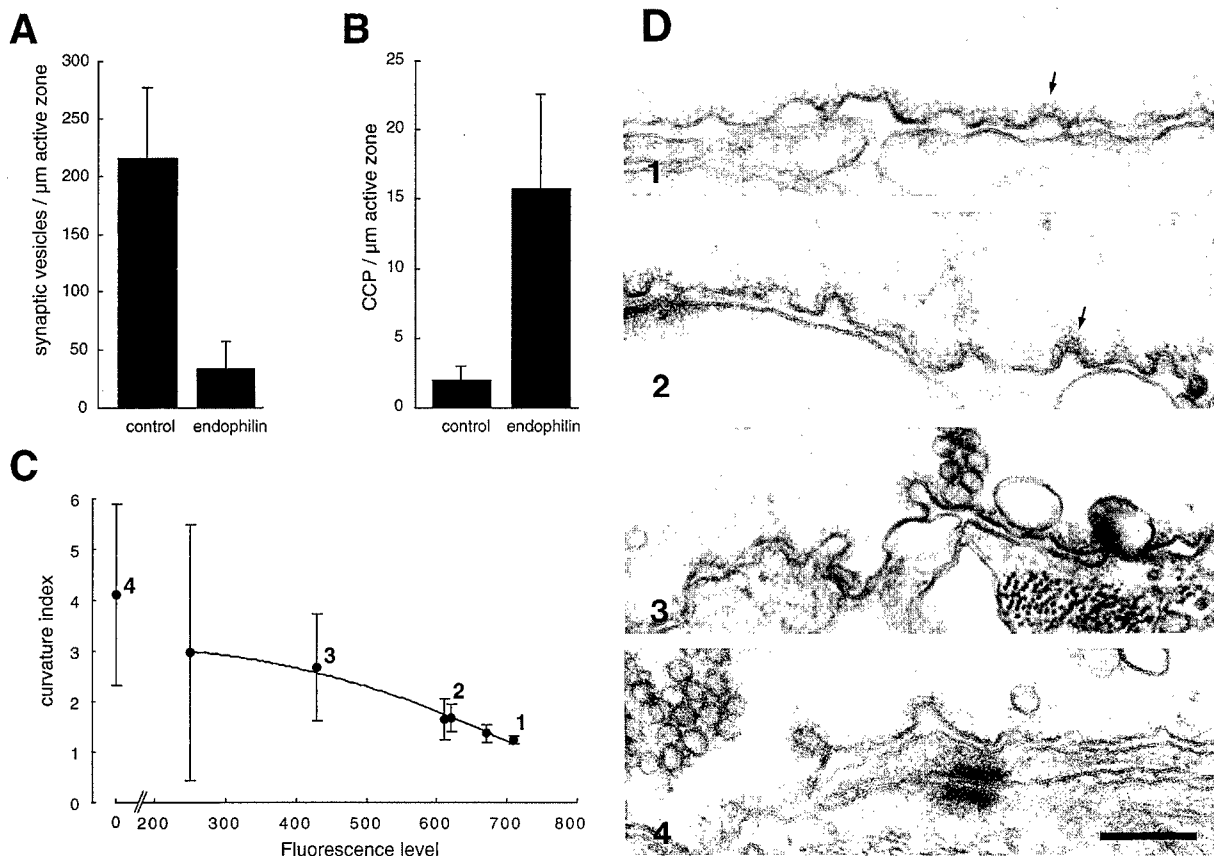 A
synaptic vesicles / µm active zone
300
250
200
150
100
50
0
control endophilin
B
CCP / µm active zone
25
20
15
10
5
0
control endophilin
C
curvature index
6
5
4
3
2
1
0
4
3
2
1
0 200 300 400 500 600 700 800
Fluorescence level
D
1
2
3
4